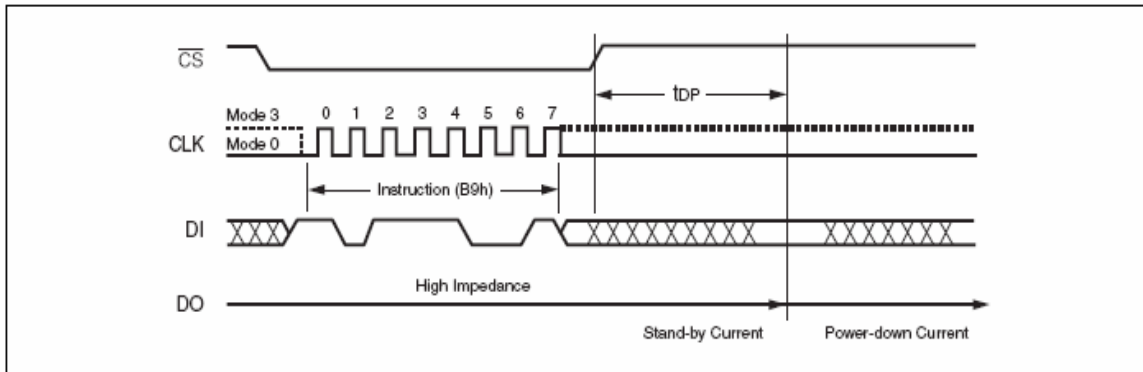 CS
tDP
Mode 3
0 1 2 3 4 5 6 7
CLK
Mode 0
Instruction (B9h)
DI
High Impedance
DO
Stand-by Current
Power-down Current